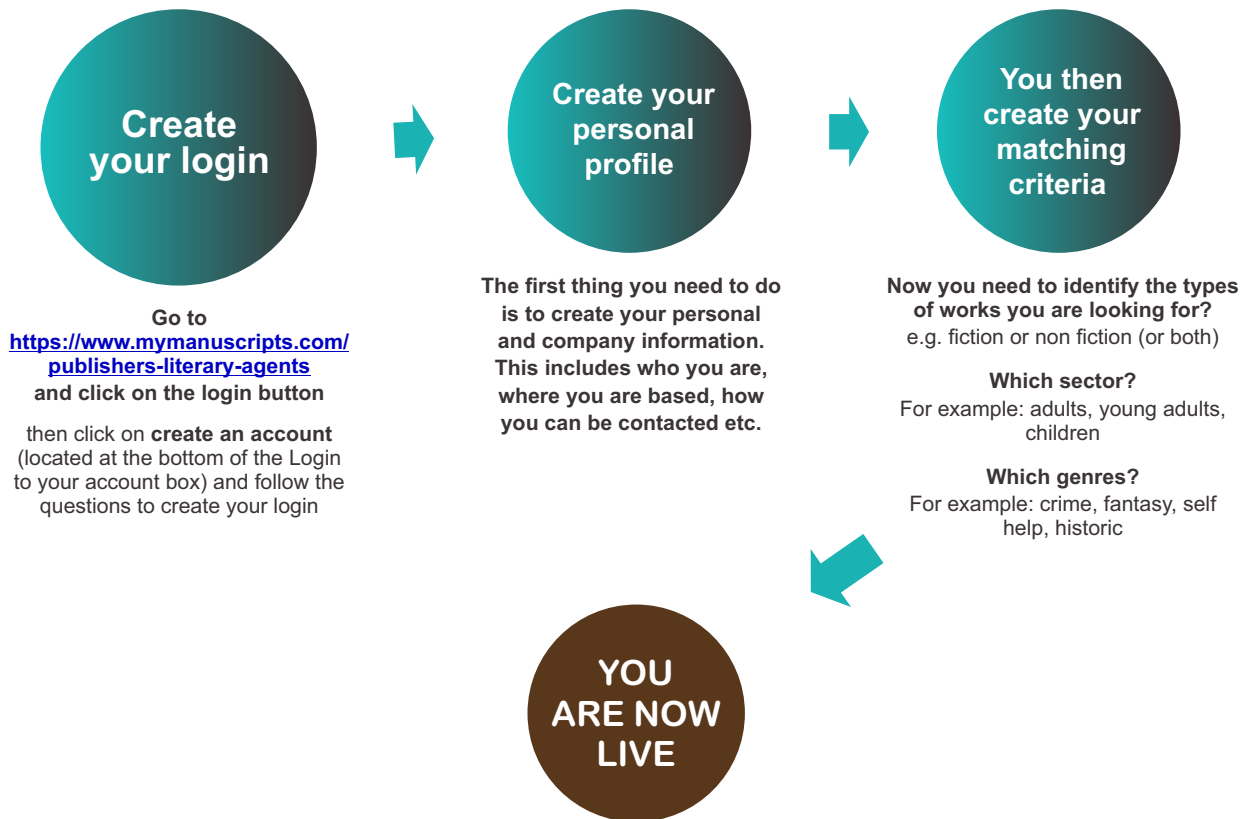 Create
your login
Go to
https://www.mymanuscripts.com/
publishers-literary-agents
and click on the login button
then click on create an account
(located at the bottom of the Login
to your account box) and follow the
questions to create your login
Create your
personal
profile
The first thing you need to do
is to create your personal
and company information.
This includes who you are,
where you are based, how
you can be contacted etc.
You then
create your
matching
criteria
Now you need to identify the types
of works you are looking for?
e.g. fiction or non fiction (or both)
Which sector?
For example: adults, young adults,
children
Which genres?
For example: crime, fantasy, self
help, historic
YOU
ARE NOW
LIVE